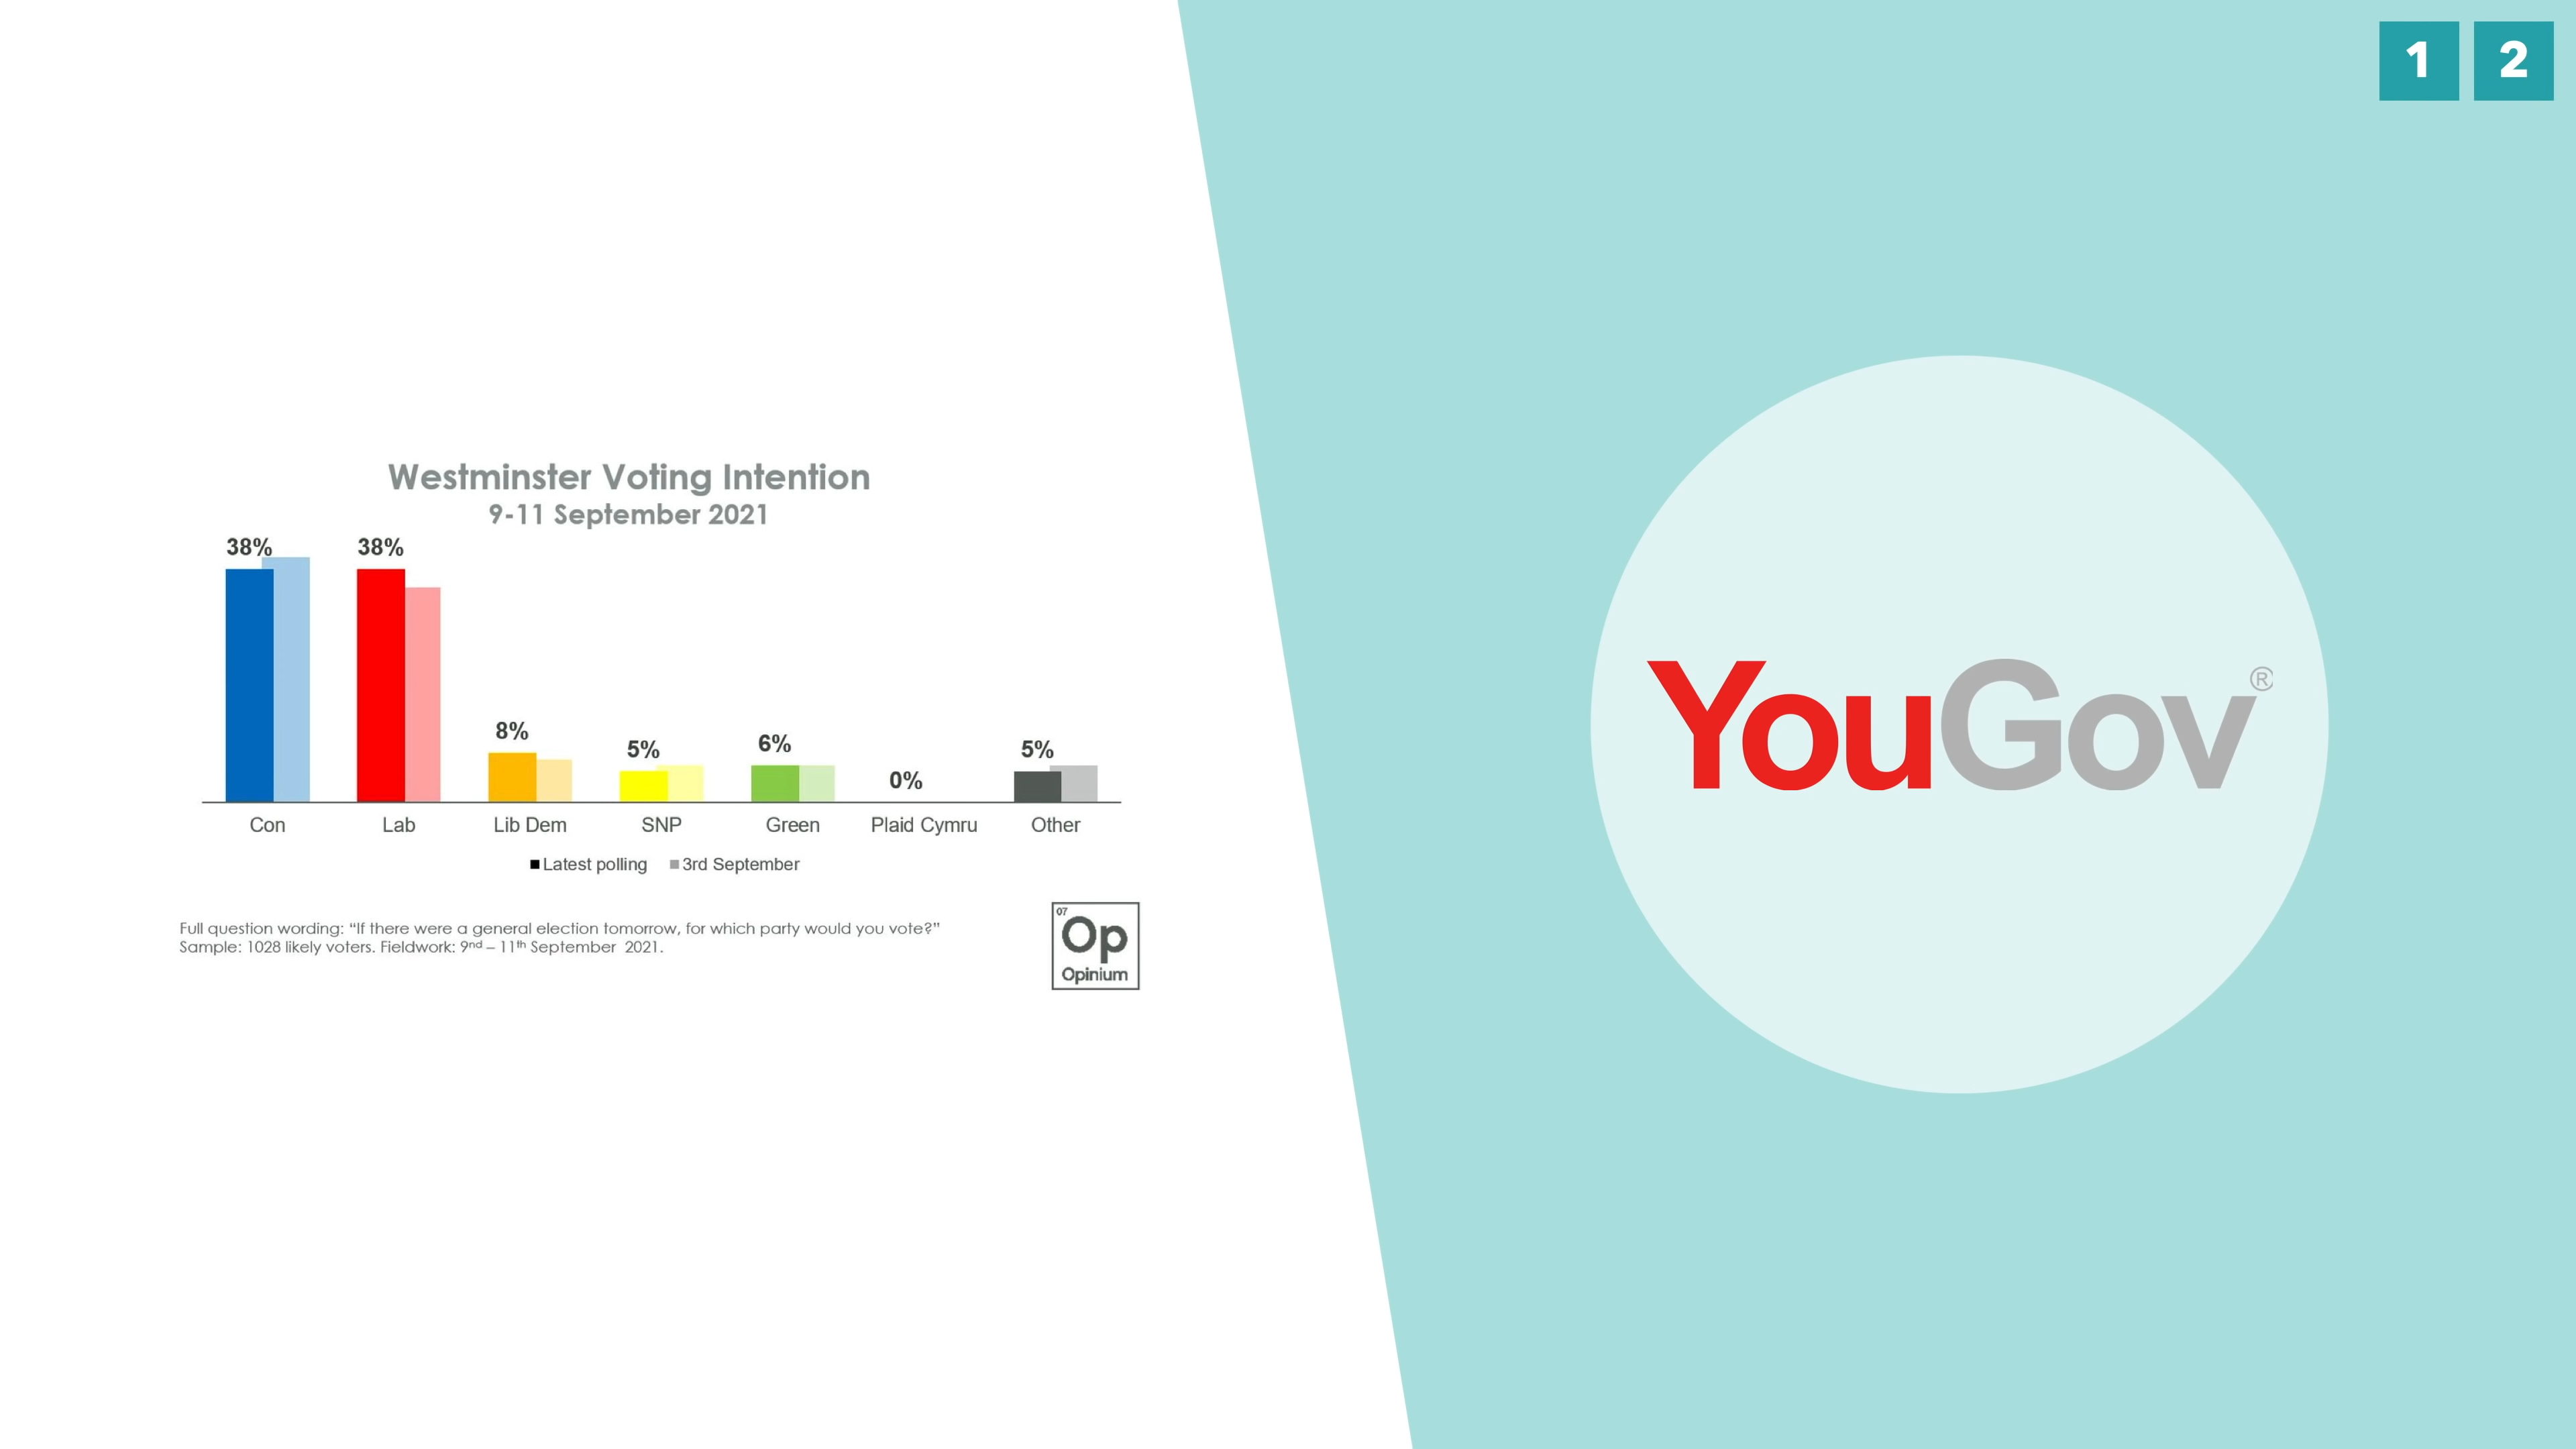 1 2
Westminster Voting Intention
9-11 September 2021
38% 38% 8% 5% 6% 0% 5%
Con Lab Lib Dem SNP Green Plaid Cymru Other
Latest polling 3rd September
Full question wording: “If there were a general election tomorrow, for which party would you vote?”
Sample: 1028 likely voters. Fieldwork: 9nd – 11th September 2021.
07
Op
Opinium
YouGov®